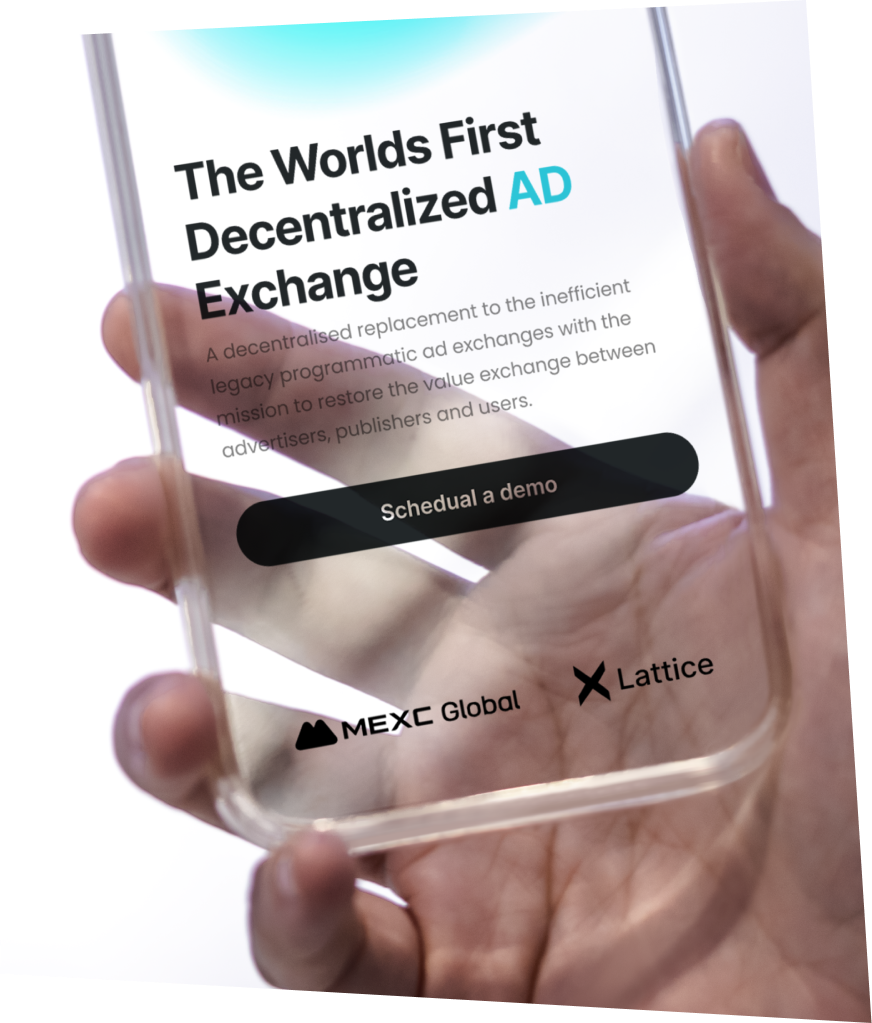 The Worlds First
Decentralized AD
Exchange
A decentralised replacement to the inefficient
legacy programmatic ad exchanges with the
mission to restore the value exchange between
advertisers, publishers and users.
Schedual a demo
MEXC Global
Lattice